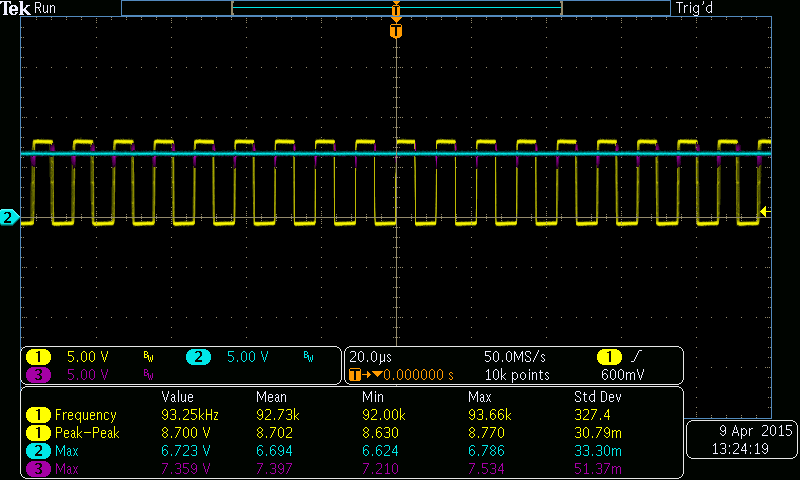 Tek Run Trig'd
T
T
2
1 5.00 V BW 2 5.00 V BW
3 5.00 V BW
20.0µs 50.0MS/s 1
T→▼0.000000 s 10k points 600mV
Value Mean Min Max Std Dev
1 Frequency 93.25kHz 92.73k 92.00k 93.66k 327.4
1 Peak-Peak 8.700 V 8.702 8.630 8.770 30.79m
2 Max 6.723 V 6.694 6.624 6.786 33.30m
3 Max 7.359 V 7.397 7.210 7.534 51.37m
9 Apr 2015
13:24:19